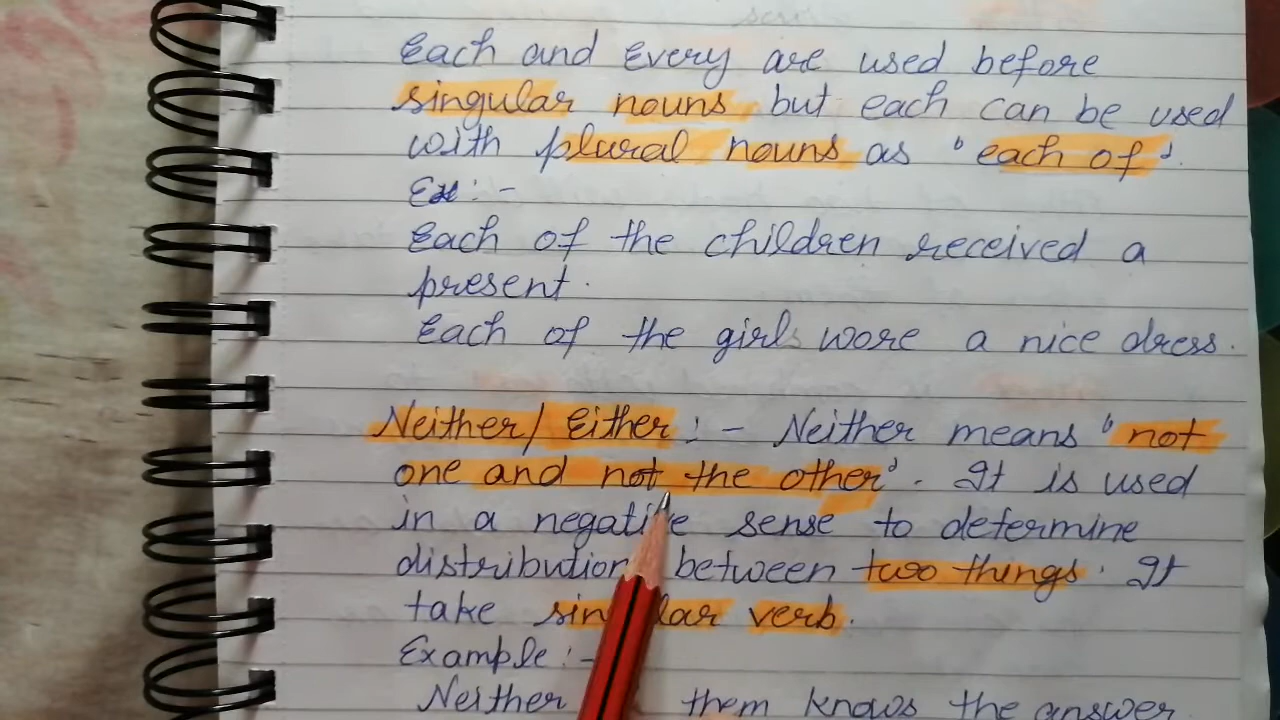 Each and Every are used before
singular nouns but each can be used
with plural nouns as 'each of'.
Ex:-
Each of the children received a
present.
Each of the girls wore a nice dress.
Neither/Either:- Neither means 'not
one and not the other'. It is used
in a negative sense to determine
distribution between two things. It
take singular verb.
Example:-
Neither them knows the answer